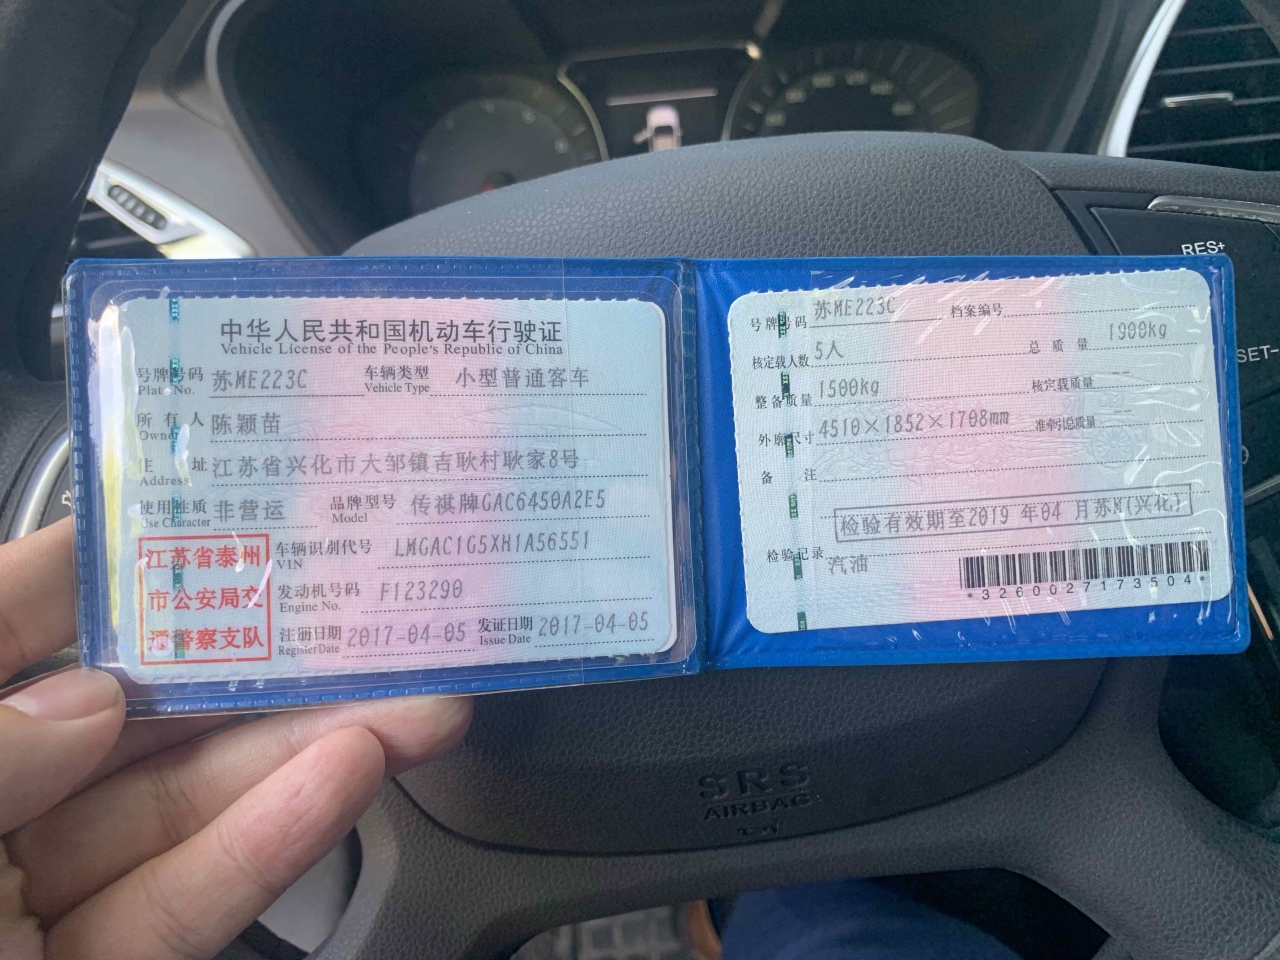 中华人民共和国机动车行驶证
Vehicle License of the People's Republic of China
号牌号码 苏ME223C 车辆类型 小型普通客车
Plate No. Vehicle Type
所有人 陈颖苗
Owner
住址 江苏省兴化市大邹镇吉耿村耿家8号
Address
使用性质 非营运 品牌型号 传祺牌GAC6450A2E5
Use Character Model
江苏省泰州
市公安局交
通警察支队
车辆识别代号 LMGAC1G5XH1A56551
VIN
发动机号码 F123290
Engine No.
注册日期 2017-04-05 发证日期 2017-04-05
Register Date Issue Date
号牌号码 苏ME223C 档案编号
核定载人数 5人 总质量 1900kg
整备质量 1500kg 核定载质量 --
外廓尺寸 4510×1852×1708mm 准牵引总质量 --
备注
检验有效期至2019年04月苏M(兴化)
检验记录
汽油
*3260027173504*
RES+
SET-
SRS
AIRBAG